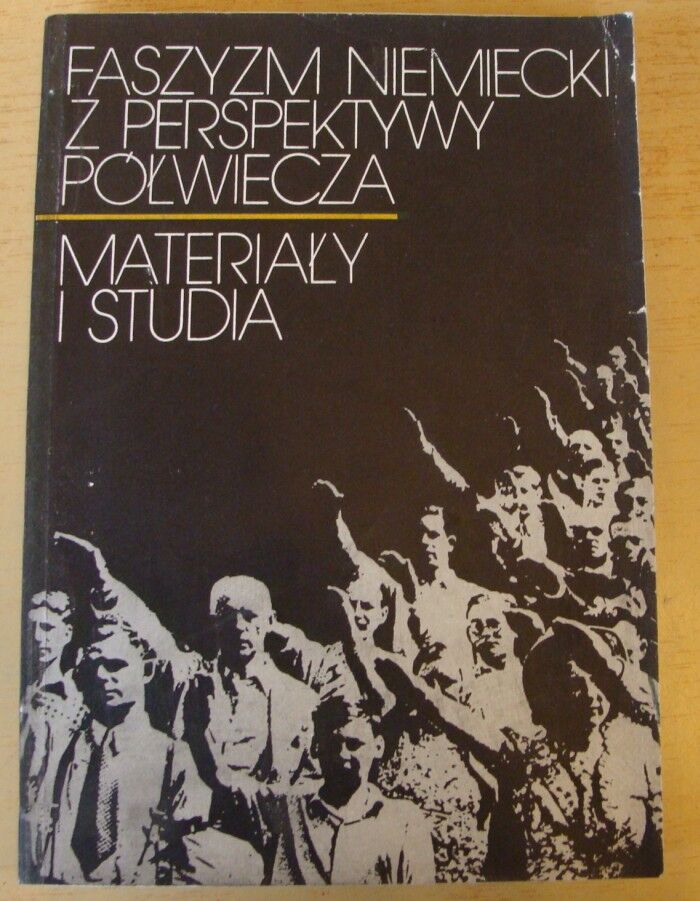 FASZYZM NIEMIECKI
Z PERSPEKTYWY
PÓŁWIECZA
MATERIAŁY
I STUDIA